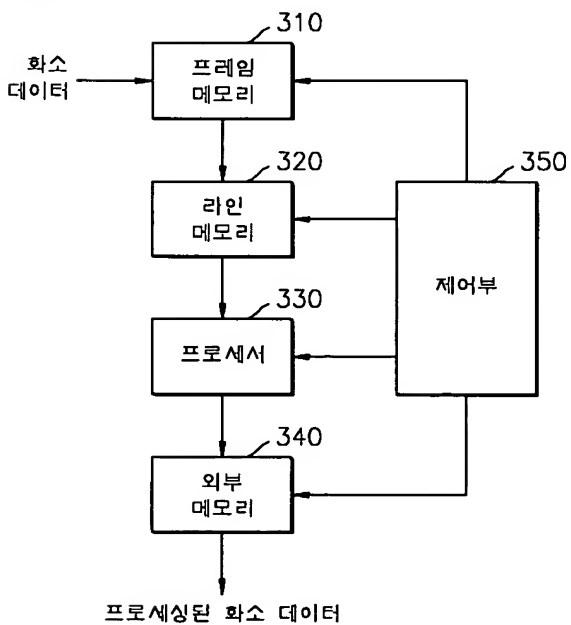 310
화소
데이터
프레임
메모리
320
350
라인
메모리
제어부
330
프로세서
340
외부
메모리
프로세싱된 화소 데이터